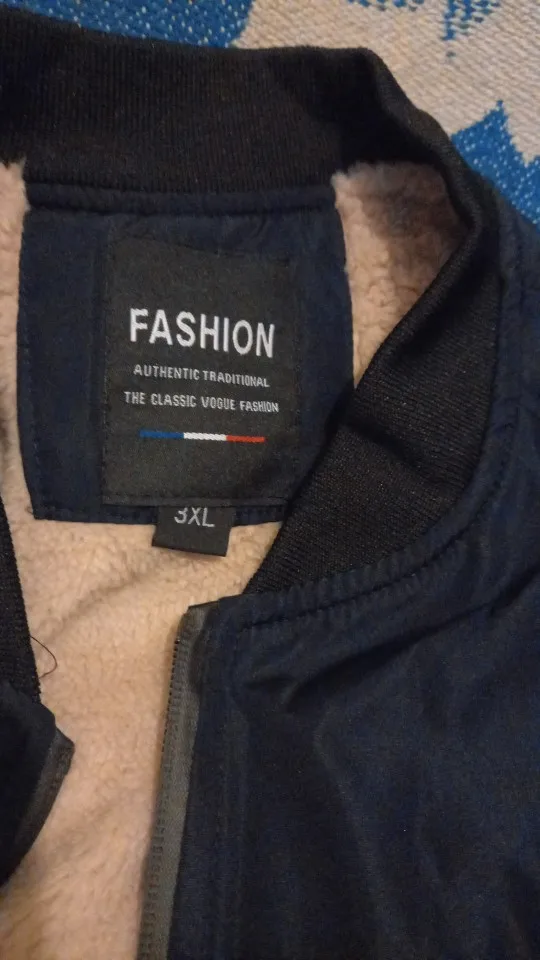 FASHION
AUTHENTIC TRADITIONAL
THE CLASSIC VOGUE FASHION
3XL